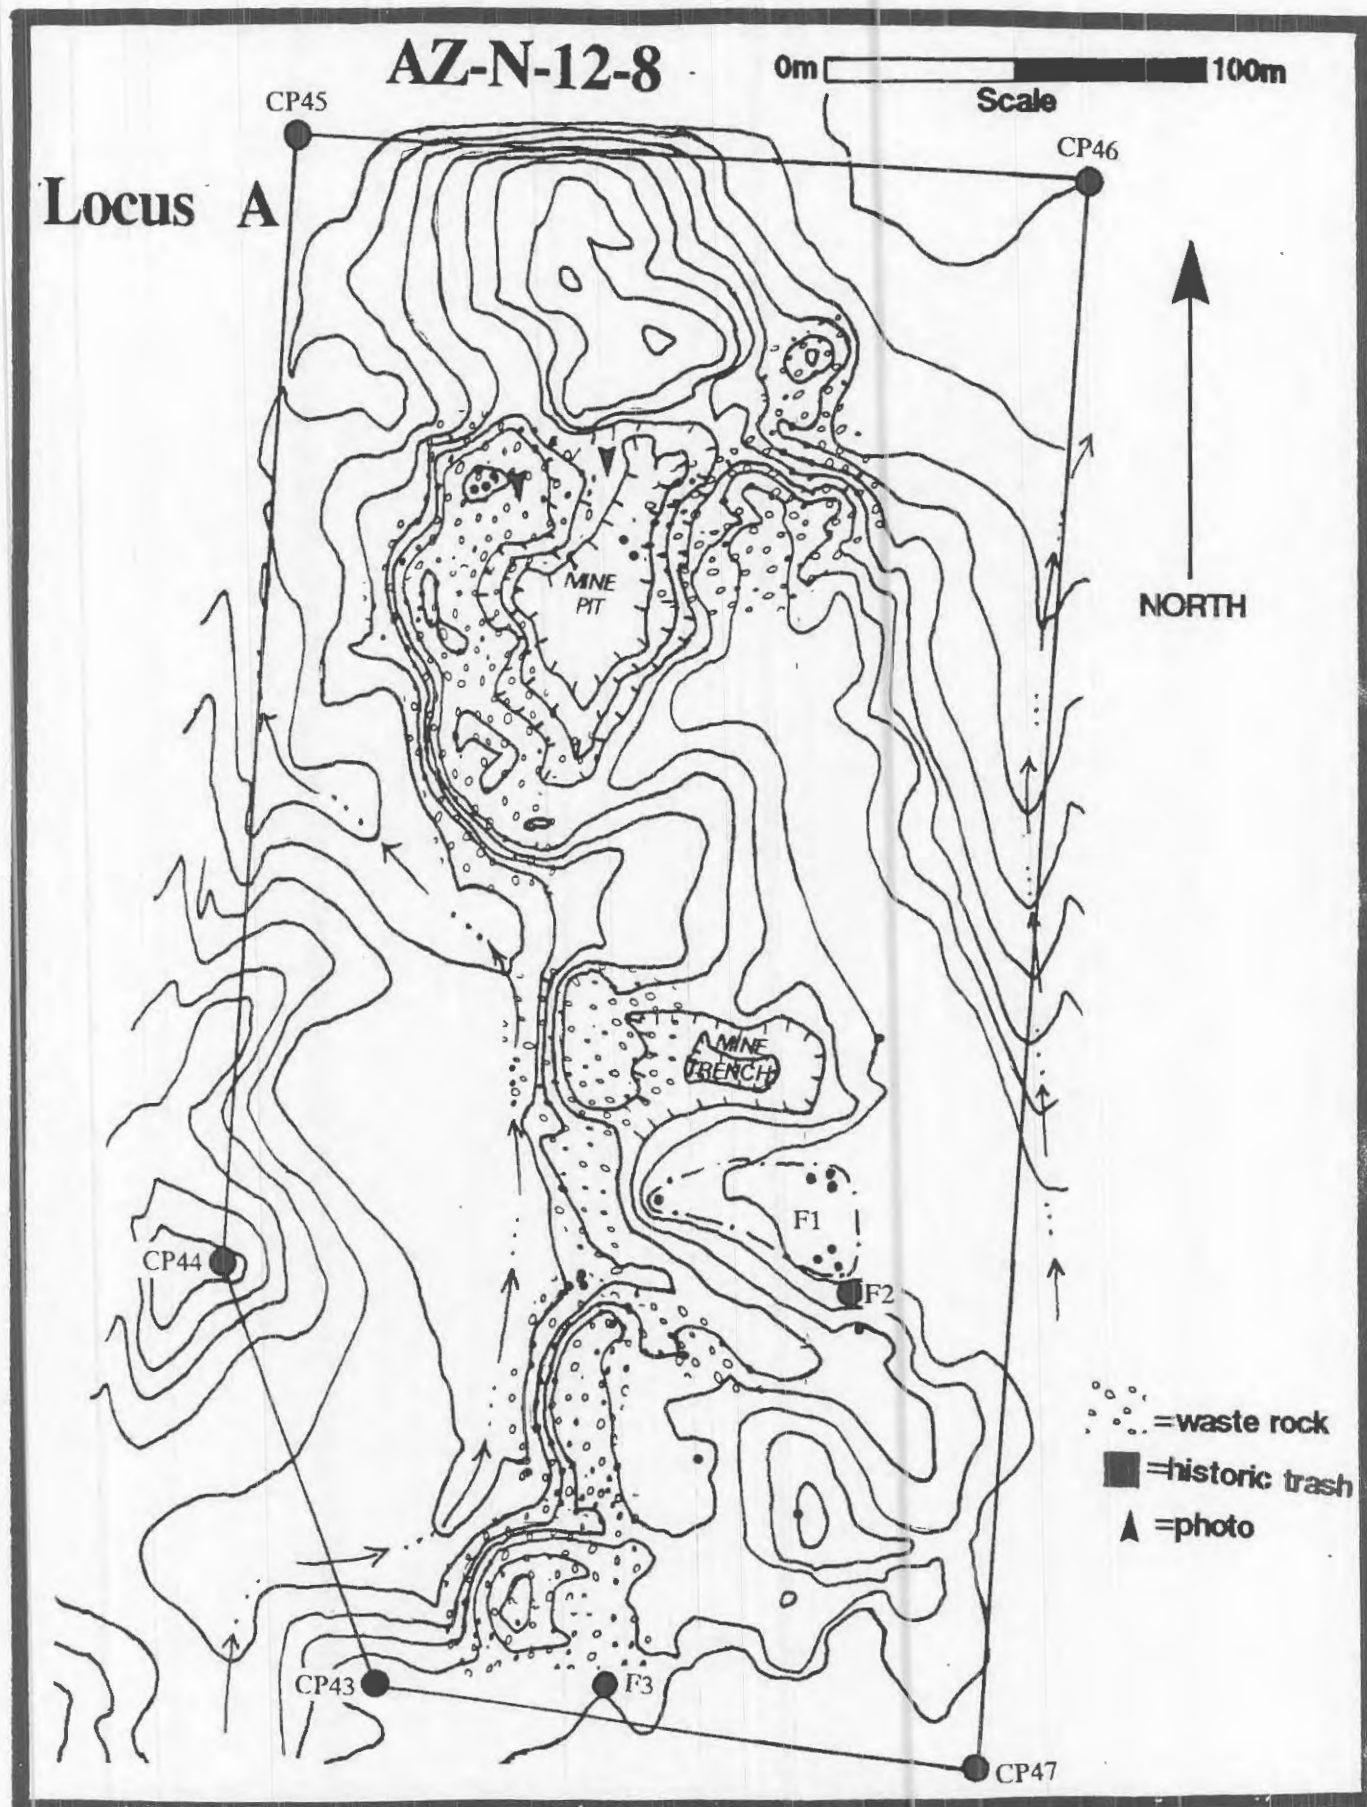 AZ-N-12-8
0m 100m
Scale
CP45
CP46
Locus A
NORTH
MINE
PIT
MINE
TRENCH
F1
CP44
F2
=waste rock
=historic trash
=photo
CP43
F3
CP47